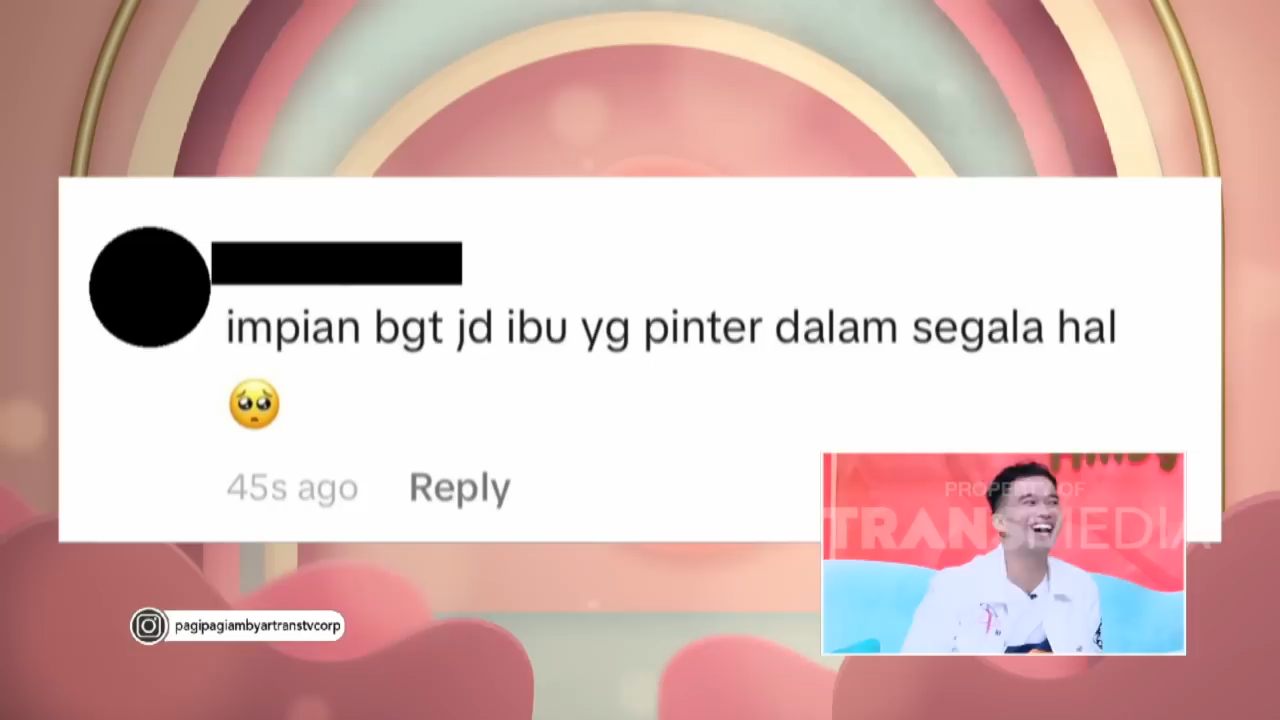 impian bgt jd ibu yg pinter dalam segala hal
🥺
45s ago Reply
PROPERTY OF
TRANSMEDIA
pagipagiambyartranstvcorp